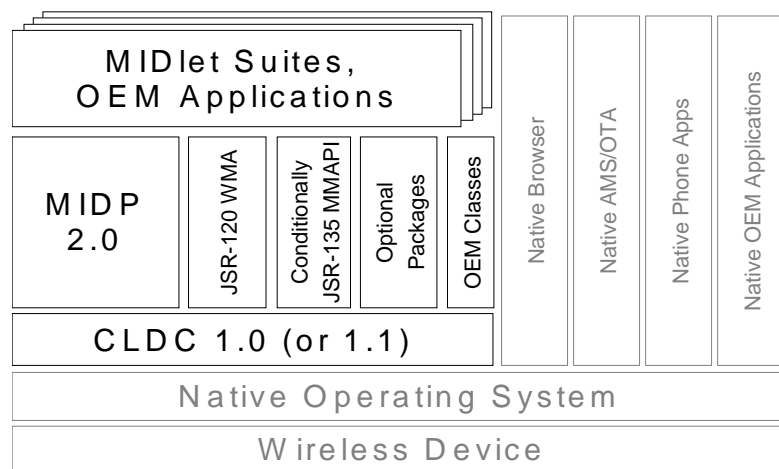 MIDlet Suites,
OEM Applications
MIDP
2.0
JSR-120 WMA
Conditionally
JSR-135 MMAPI
Optional
Packages
OEM Classes
Native Browser
Native AMS/OTA
Native Phone Apps
Native OEM Applications
CLDC 1.0 (or 1.1)
Native Operating System
Wireless Device